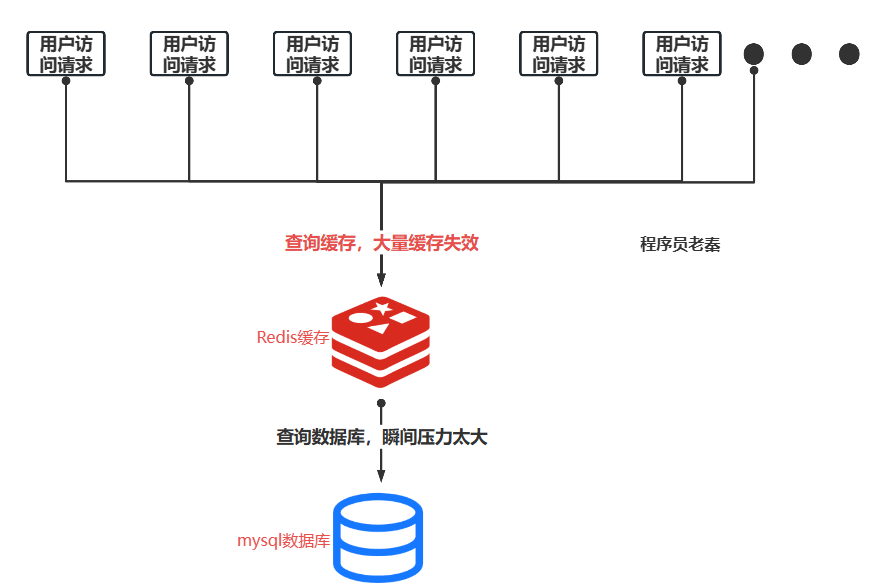 用户访
问请求
用户访
问请求
用户访
问请求
用户访
问请求
用户访
问请求
用户访
问请求
查询缓存，大量缓存失效
程序员老秦
Redis缓存
查询数据库，瞬间压力太大
mysql数据库